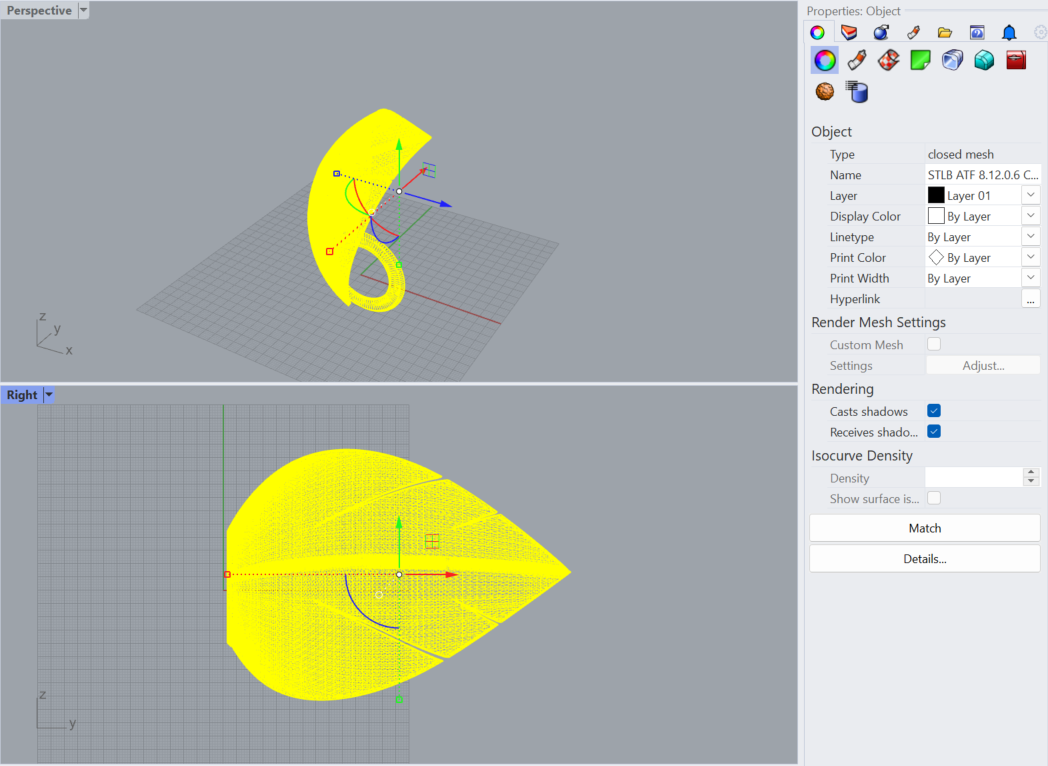 Perspective
z
y
x
Right
z
y
Properties: Object
Object
Type closed mesh
Name STLB ATF 8.12.0.6 C...
Layer Layer 01
Display Color By Layer
Linetype By Layer
Print Color By Layer
Print Width By Layer
Hyperlink ...
Render Mesh Settings
Custom Mesh
Settings Adjust...
Rendering
Casts shadows
Receives shado...
Isocurve Density
Density
Show surface is...
Match
Details...